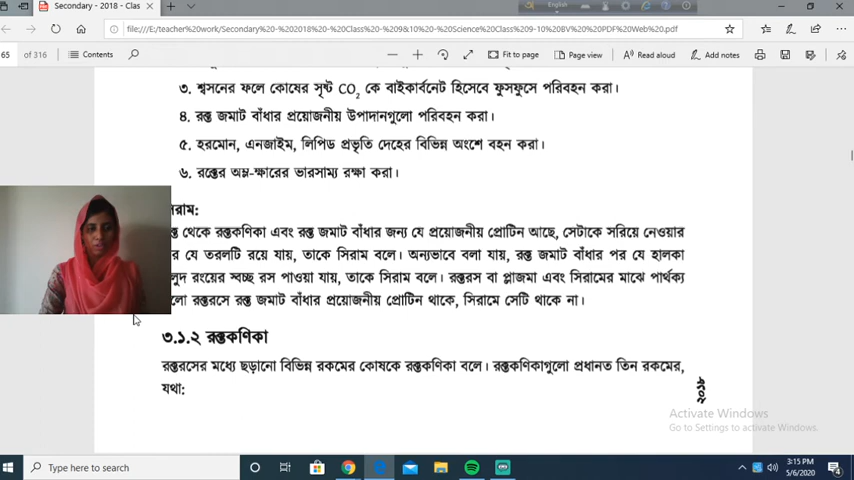 Secondary - 2018 - Clas
English
file:///E:/teacher%20work/Secondary%20-%202018%20-%20Class%20-%209&10%20-%20Science%20Class%209-10%20BV%20%20PDF%20Web%20.pdf
65 of 316 Contents Fit to page Page view Read aloud Add notes
৩. শ্বসনের ফলে কোষের সৃষ্ট CO₂ কে বাইকার্বনেট হিসেবে ফুসফুসে পরিবহন করা।
৪. রক্ত জমাট বাঁধার প্রয়োজনীয় উপাদানগুলো পরিবহন করা।
৫. হরমোন, এনজাইম, লিপিড প্রভৃতি দেহের বিভিন্ন অংশে বহন করা।
৬. রক্তের অম্ল-ক্ষারের ভারসাম্য রক্ষা করা।
রাম:
থেকে রক্তকণিকা এবং রক্ত জমাট বাঁধার জন্য যে প্রয়োজনীয় প্রোটিন আছে, সেটাকে সরিয়ে নেওয়ার
যে তরলটি রয়ে যায়, তাকে সিরাম বলে। অন্যভাবে বলা যায়, রক্ত জমাট বাঁধার পর যে হালকা
লুদ রংয়ের স্বচ্ছ রস পাওয়া যায়, তাকে সিরাম বলে। রক্তরস বা প্লাজমা এবং সিরামের মাঝে পার্থক্য
লো রক্তরসে রক্ত জমাট বাঁধার প্রয়োজনীয় প্রোটিন থাকে, সিরামে সেটি থাকে না।
৩.১.২ রক্তকণিকা
রক্তরসের মধ্যে ছড়ানো বিভিন্ন রকমের কোষকে রক্তকণিকা বলে। রক্তকণিকাগুলো প্রধানত তিন রকমের,
যথা:
২০১৮
Activate Windows
Go to Settings to activate Windows.
Type here to search
3:15 PM
5/6/2020
4